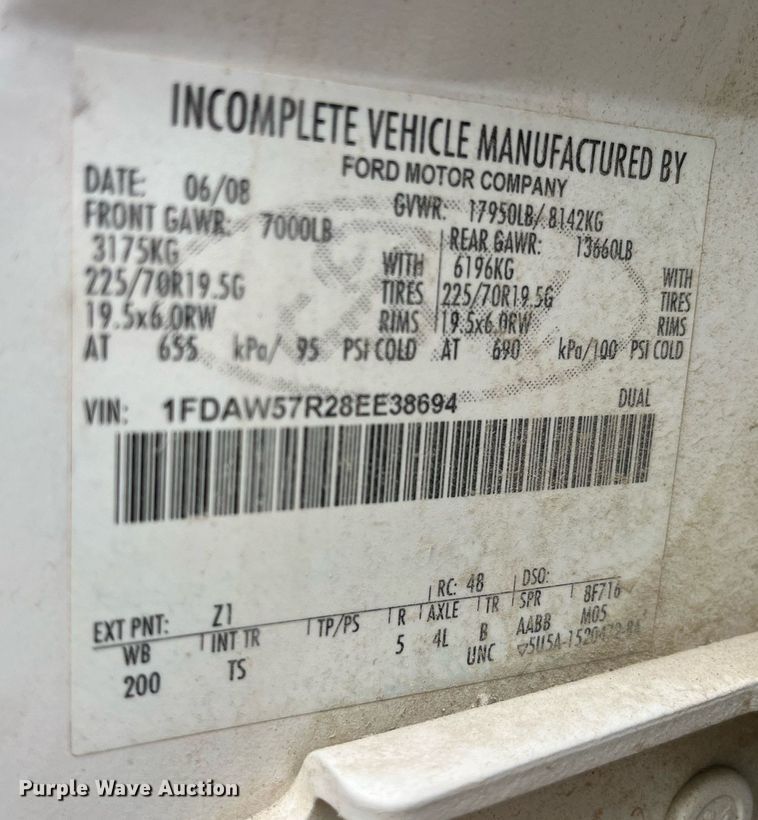 INCOMPLETE VEHICLE MANUFACTURED BY
FORD MOTOR COMPANY
DATE: 06/08 GVWR: 17950LB/ 8142KG
FRONT GAWR: 7000LB REAR GAWR: 13660LB
3175KG WITH 6196KG WITH
225/70R19.5G TIRES 225/70R19.5G TIRES
19.5x6.0RW RIMS 19.5x6.0RW RIMS
AT 655 kPa/ 95 PSI COLD AT 690 kPa/100 PSI COLD
VIN: 1FDAW57R28EE38694 DUAL
RC: 48 DSO:
EXT PNT: Z1 8F716
WB INT TR TP/PS R AXLE TR SPR M05
200 TS 5 4L B AABB
UNC
Purple Wave Auction